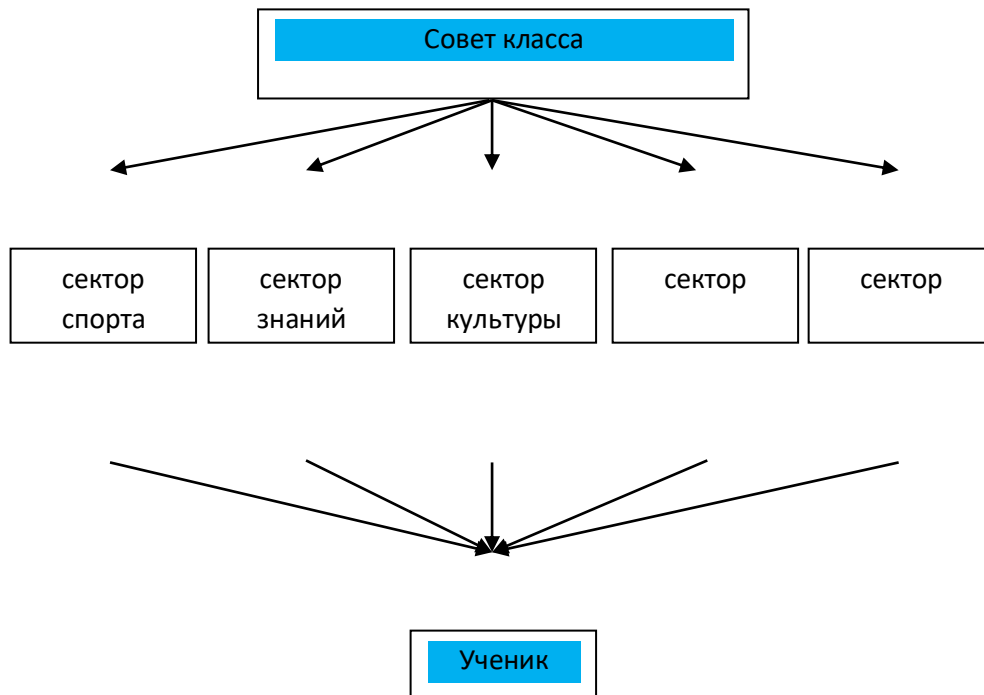 Совет класса
сектор
спорта
сектор
знаний
сектор
культуры
сектор
сектор
Ученик